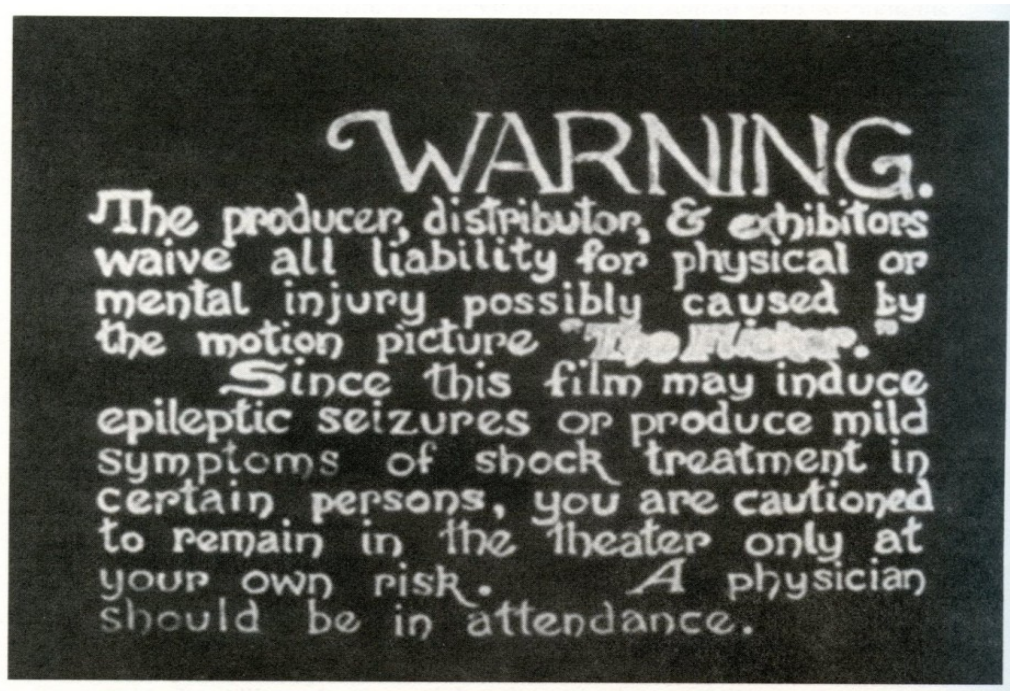 WARNING.
The producer, distributor, & exhibitors
waive all liability for physical or
mental injury possibly caused by
the motion picture "The Flicker."
Since this film may induce
epileptic seizures or produce mild
symptoms of shock treatment in
certain persons, you are cautioned
to remain in the theater only at
your own risk. A physician
should be in attendance.